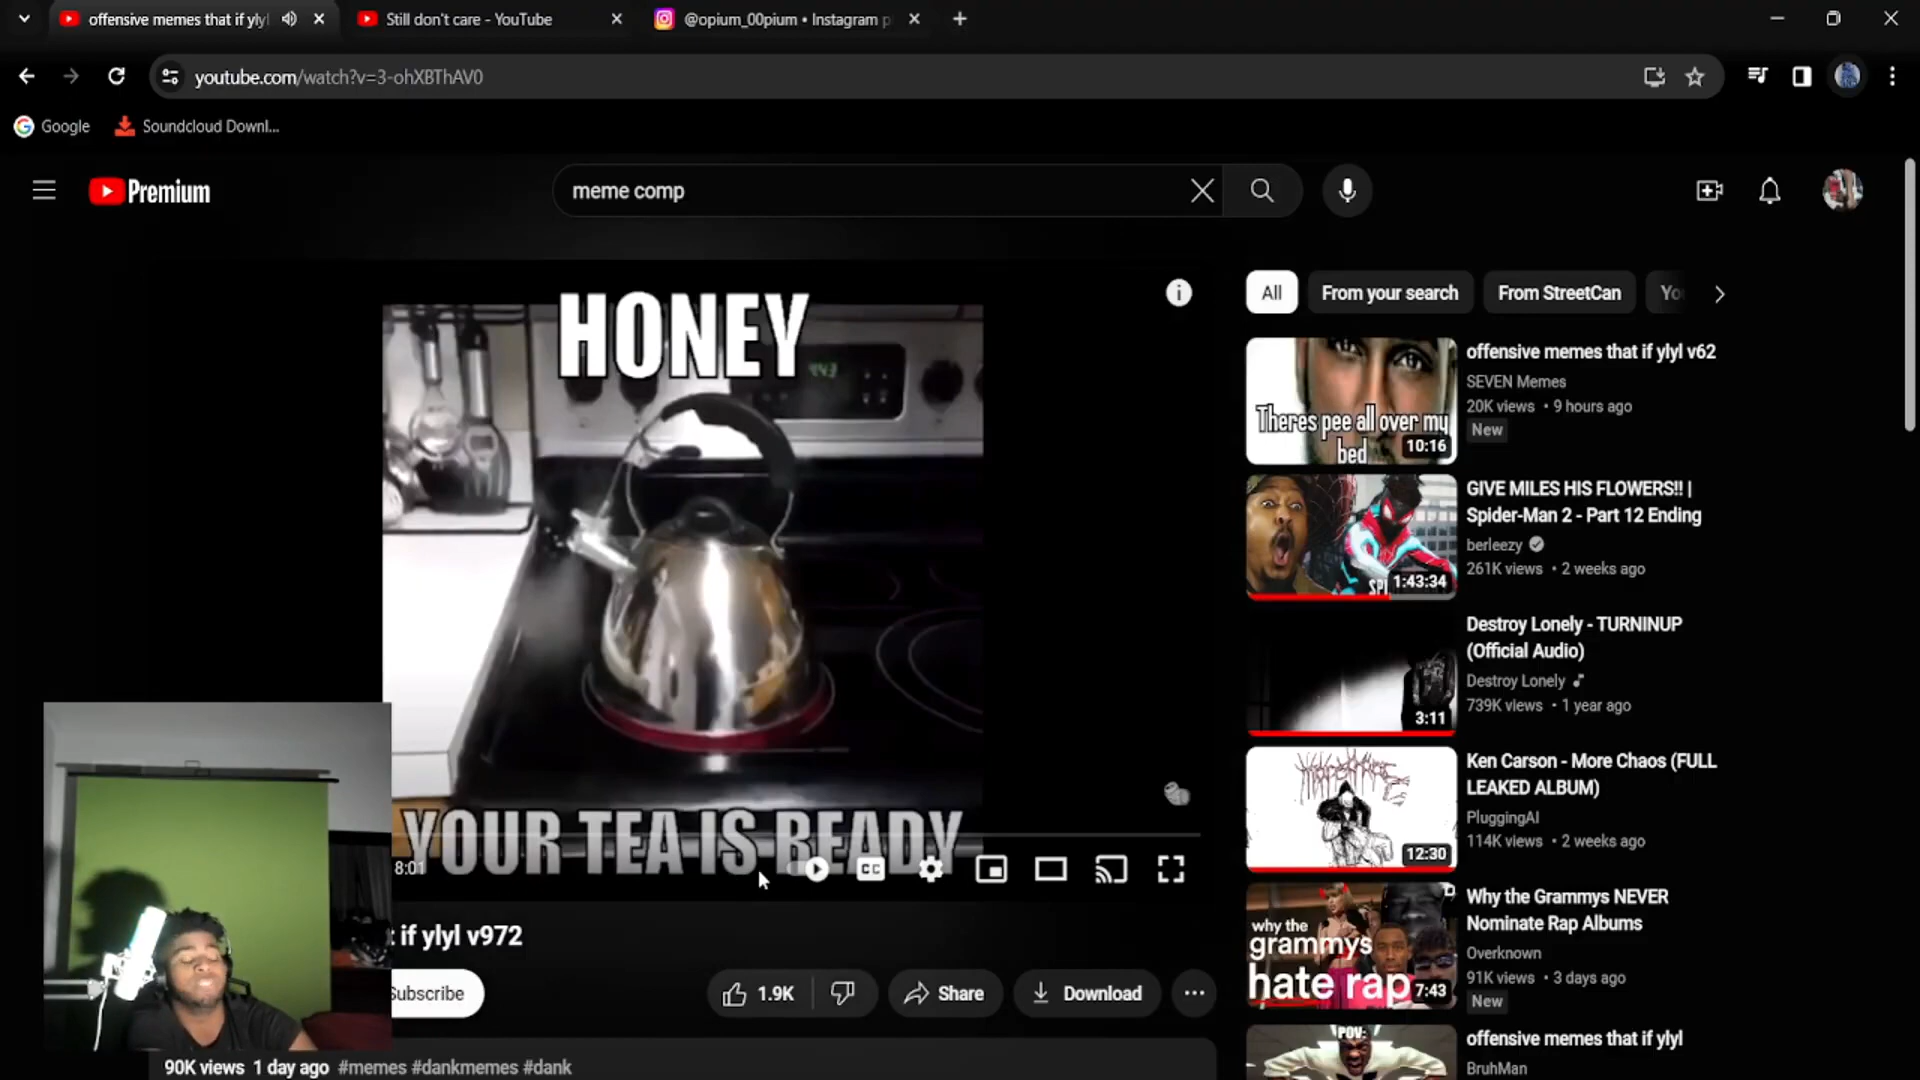 offensive memes that if ylyl
Still don't care - YouTube
@opium_00pium • Instagram p
youtube.com/watch?v=3-ohXBThAV0
Google
Soundcloud Downl...
Premium
meme comp
HONEY
YOUR TEA IS READY
8:01
CC
if ylyl v972
Subscribe
1.9K
Share
Download
90K views 1 day ago #memes #dankmemes #dank
All
From your search
From StreetCan
Theres pee all over my
bed
10:16
offensive memes that if ylyl v62
SEVEN Memes
20K views • 9 hours ago
New
1:43:34
GIVE MILES HIS FLOWERS!! |
Spider-Man 2 - Part 12 Ending
berleezy
261K views • 2 weeks ago
3:11
Destroy Lonely - TURNINUP
(Official Audio)
Destroy Lonely
739K views • 1 year ago
12:30
Ken Carson - More Chaos (FULL
LEAKED ALBUM)
PluggingAI
114K views • 2 weeks ago
why the
grammys
hate rap
7:43
Why the Grammys NEVER
Nominate Rap Albums
Overknown
91K views • 3 days ago
New
POV:
offensive memes that if ylyl
BruhMan